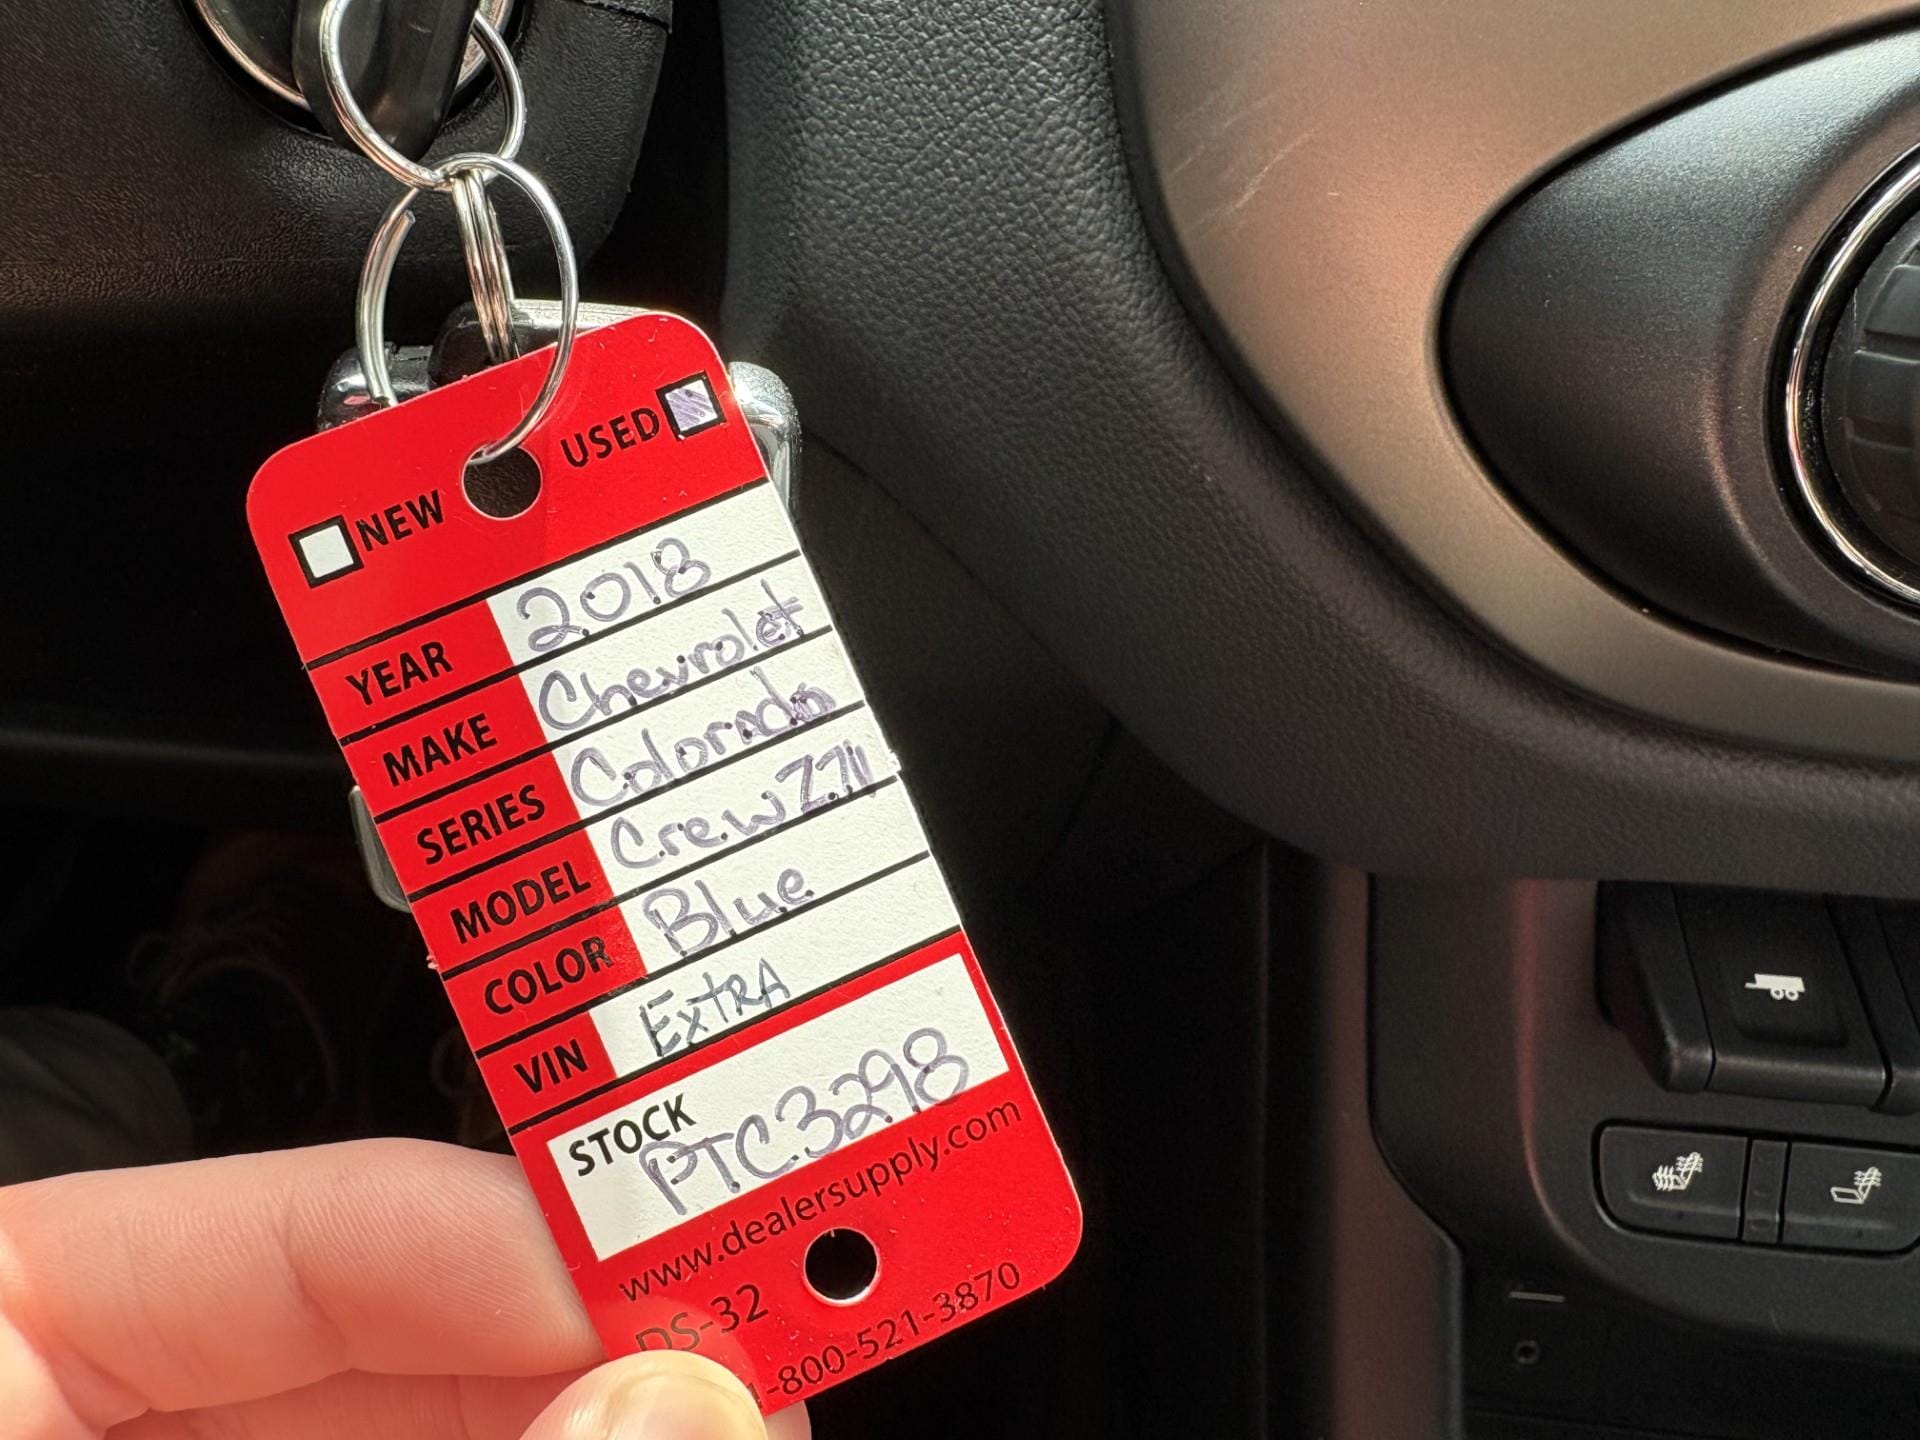 NEW USED
YEAR 2018
MAKE Chevrolet
SERIES Colorado
MODEL Crew Z71
COLOR Blue
VIN EXTRA
STOCK PTC3298
www.dealersupply.com
DS-32
1-800-521-3870